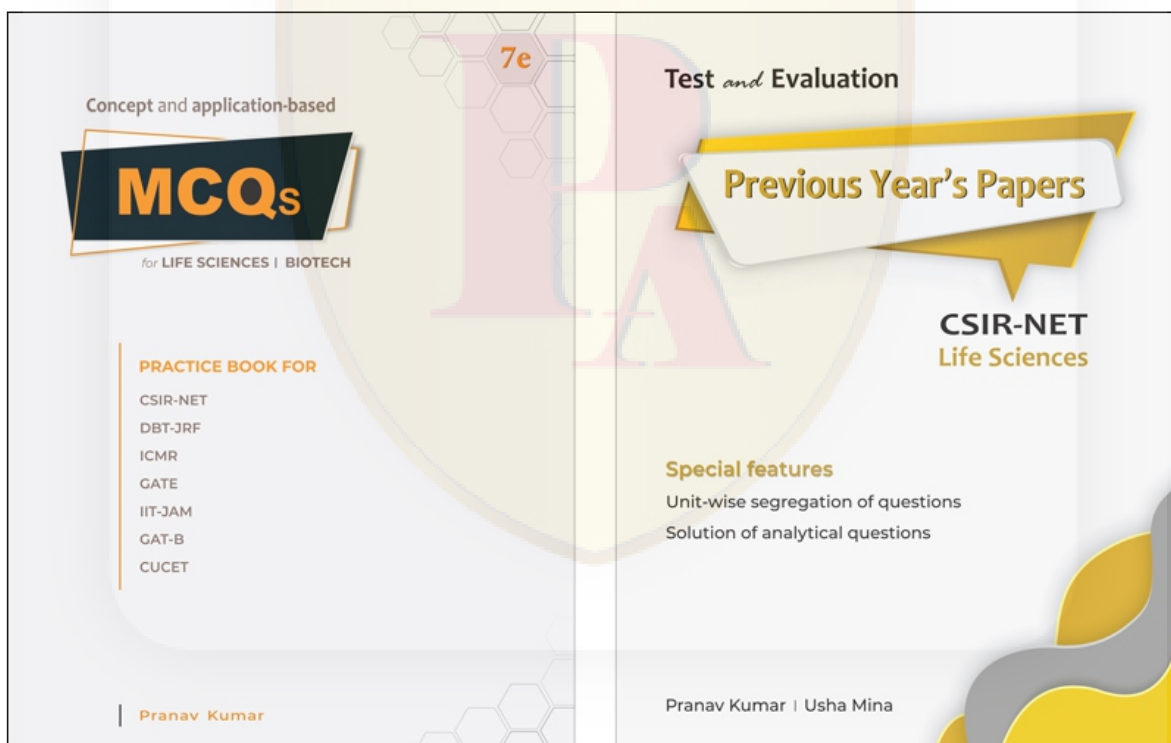 7e
Concept and application-based
MCQs
for LIFE SCIENCES | BIOTECH
PRACTICE BOOK FOR
CSIR-NET
DBT-JRF
ICMR
GATE
IIT-JAM
GAT-B
CUCET
Pranav Kumar
Test and Evaluation
Previous Year's Papers
CSIR-NET
Life Sciences
Special features
Unit-wise segregation of questions
Solution of analytical questions
Pranav Kumar | Usha Mina
PA